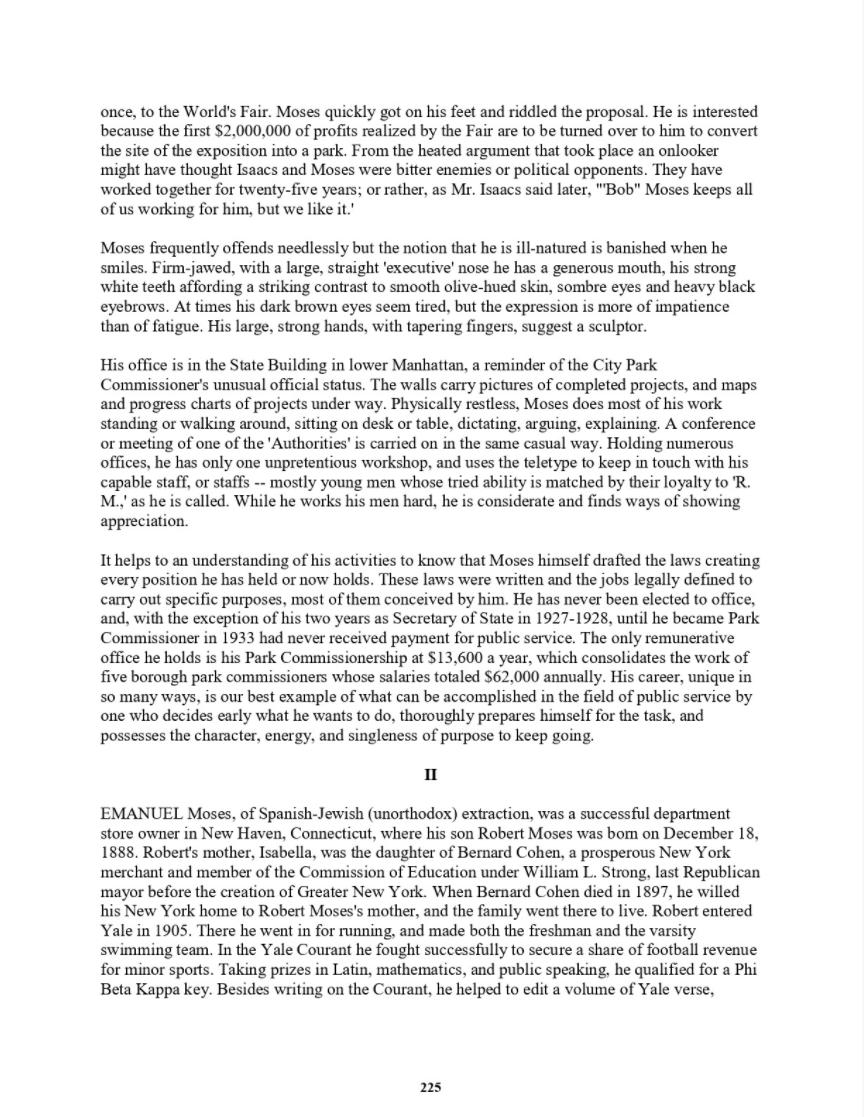 once, to the World's Fair. Moses quickly got on his feet and riddled the proposal. He is interested
because the first $2,000,000 of profits realized by the Fair are to be turned over to him to convert
the site of the exposition into a park. From the heated argument that took place an onlooker
might have thought Isaacs and Moses were bitter enemies or political opponents. They have
worked together for twenty-five years; or rather, as Mr. Isaacs said later, "'Bob" Moses keeps all
of us working for him, but we like it.'
Moses frequently offends needlessly but the notion that he is ill-natured is banished when he
smiles. Firm-jawed, with a large, straight 'executive' nose he has a generous mouth, his strong
white teeth affording a striking contrast to smooth olive-hued skin, sombre eyes and heavy black
eyebrows. At times his dark brown eyes seem tired, but the expression is more of impatience
than of fatigue. His large, strong hands, with tapering fingers, suggest a sculptor.
His office is in the State Building in lower Manhattan, a reminder of the City Park
Commissioner's unusual official status. The walls carry pictures of completed projects, and maps
and progress charts of projects under way. Physically restless, Moses does most of his work
standing or walking around, sitting on desk or table, dictating, arguing, explaining. A conference
or meeting of one of the 'Authorities' is carried on in the same casual way. Holding numerous
offices, he has only one unpretentious workshop, and uses the teletype to keep in touch with his
capable staff, or staffs -- mostly young men whose tried ability is matched by their loyalty to 'R.
M.,' as he is called. While he works his men hard, he is considerate and finds ways of showing
appreciation.
It helps to an understanding of his activities to know that Moses himself drafted the laws creating
every position he has held or now holds. These laws were written and the jobs legally defined to
carry out specific purposes, most of them conceived by him. He has never been elected to office,
and, with the exception of his two years as Secretary of State in 1927-1928, until he became Park
Commissioner in 1933 had never received payment for public service. The only remunerative
office he holds is his Park Commissionership at $13,600 a year, which consolidates the work of
five borough park commissioners whose salaries totaled $62,000 annually. His career, unique in
so many ways, is our best example of what can be accomplished in the field of public service by
one who decides early what he wants to do, thoroughly prepares himself for the task, and
possesses the character, energy, and singleness of purpose to keep going.
II
EMANUEL Moses, of Spanish-Jewish (unorthodox) extraction, was a successful department
store owner in New Haven, Connecticut, where his son Robert Moses was born on December 18,
1888. Robert's mother, Isabella, was the daughter of Bernard Cohen, a prosperous New York
merchant and member of the Commission of Education under William L. Strong, last Republican
mayor before the creation of Greater New York. When Bernard Cohen died in 1897, he willed
his New York home to Robert Moses's mother, and the family went there to live. Robert entered
Yale in 1905. There he went in for running, and made both the freshman and the varsity
swimming team. In the Yale Courant he fought successfully to secure a share of football revenue
for minor sports. Taking prizes in Latin, mathematics, and public speaking, he qualified for a Phi
Beta Kappa key. Besides writing on the Courant, he helped to edit a volume of Yale verse,
225